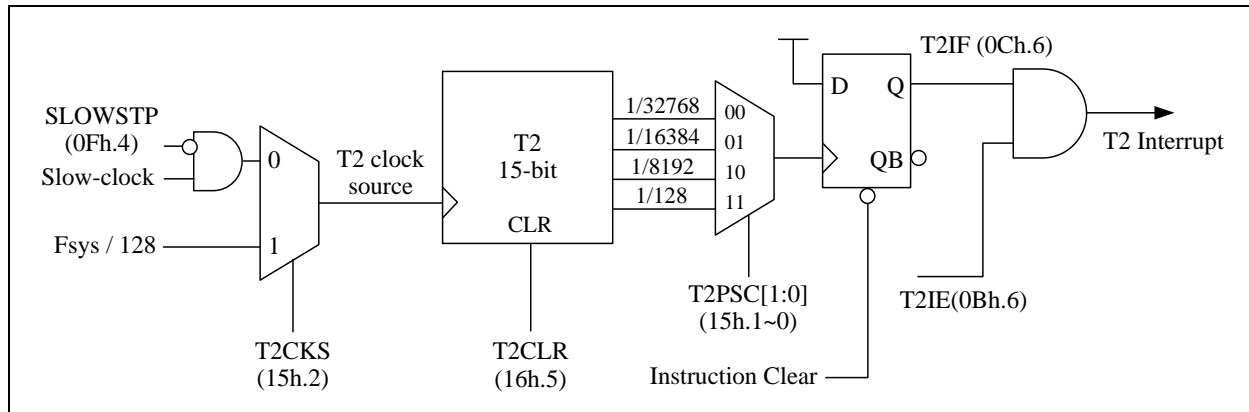 SLOWSTP
(0Fh.4)
Slow-clock
Fsys / 128
0
1
T2CKS
(15h.2)
T2 clock
source
T2
15-bit
CLR
T2CLR
(16h.5)
1/32768
1/16384
1/8192
1/128
00
01
10
11
T2PSC[1:0]
(15h.1~0)
D
Q
QB
Instruction Clear
T2IF (0Ch.6)
T2IE(0Bh.6)
T2 Interrupt